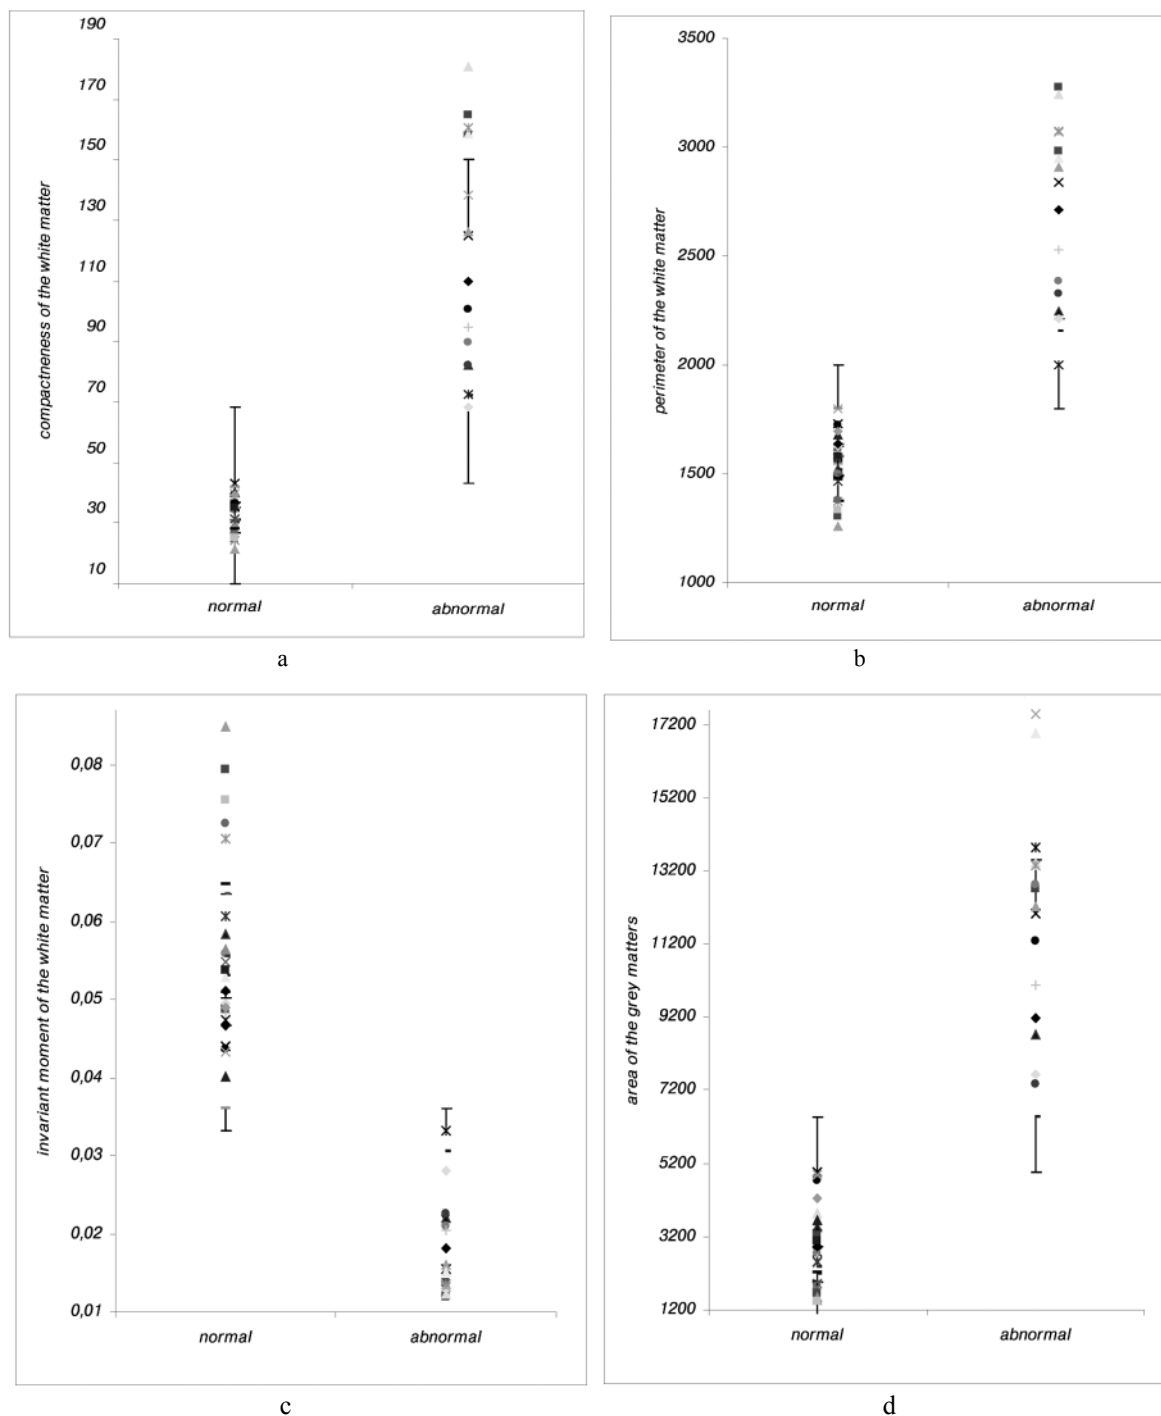 190
170
150
130
110
90
70
50
30
10
compactneness of the white matter
normal abnormal
a
3500
3000
2500
2000
1500
1000
perimeter of the white matter
normal abnormal
b
0,08
0,07
0,06
0,05
0,04
0,03
0,02
0,01
invariant moment of the white matter
normal abnormal
c
17200
15200
13200
11200
9200
7200
5200
3200
1200
area of the grey matters
normal abnormal
d